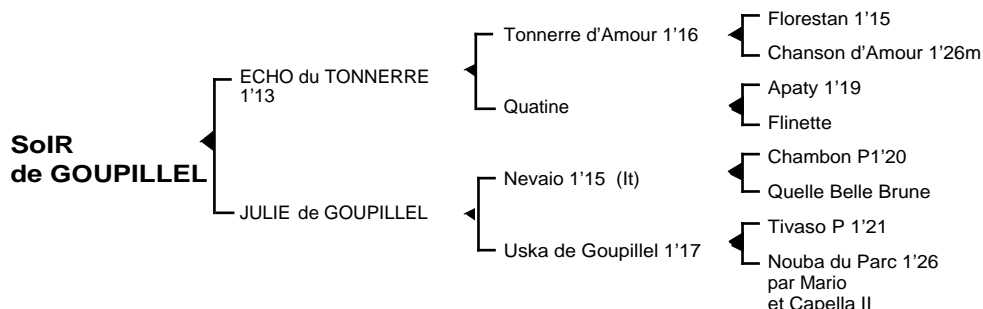 SoIR
de GOUPILLEL
ECHO du TONNERRE
1'13
JULIE de GOUPILLEL
Tonnerre d'Amour 1'16
Quatine
Nevaio 1'15 (It)
Uska de Goupillel 1'17
Florestan 1'15
Chanson d'Amour 1'26m
Apaty 1'19
Flinette
Chambon P1'20
Quelle Belle Brune
Tivaso P 1'21
Nouba du Parc 1'26
par Mario
et Capella II